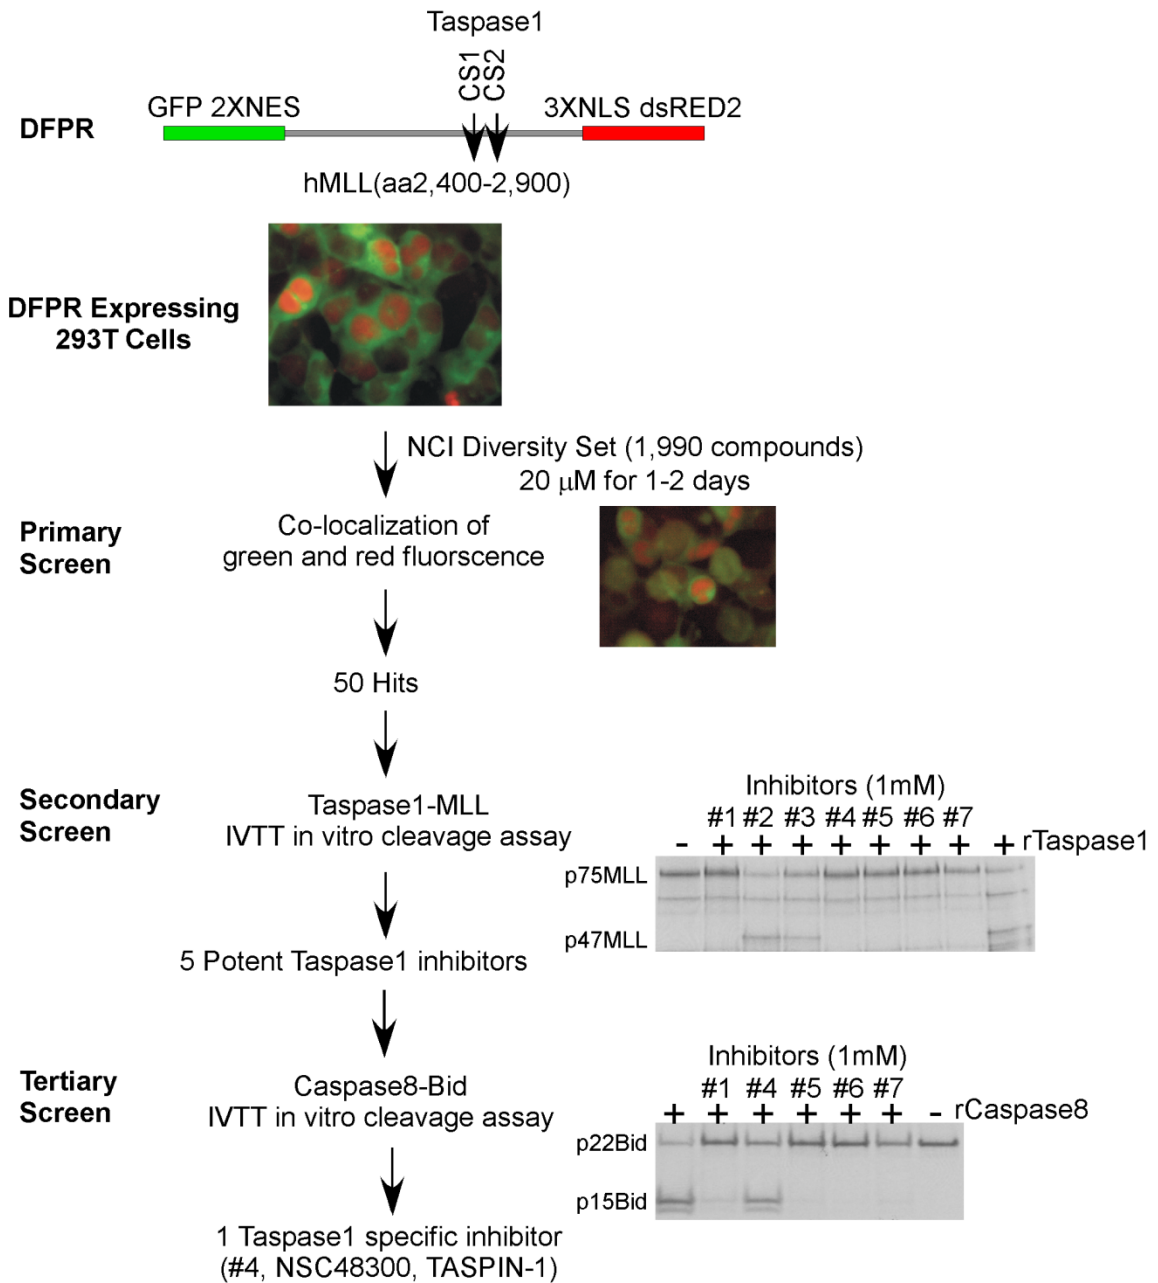 Taspase1
CS1
CS2
GFP 2XNES
3XNLS dsRED2
DFPR
hMLL(aa2,400-2,900)
DFPR Expressing
293T Cells
NCI Diversity Set (1,990 compounds)
20 μM for 1-2 days
Primary
Screen
Co-localization of
green and red fluorscence
50 Hits
Secondary
Screen
Taspase1-MLL
IVTT in vitro cleavage assay
Inhibitors (1mM)
#1 #2 #3 #4 #5 #6 #7
- + + + + + + + + rTaspase1
p75MLL
p47MLL
5 Potent Taspase1 inhibitors
Tertiary
Screen
Caspase8-Bid
IVTT in vitro cleavage assay
Inhibitors (1mM)
#1 #4 #5 #6 #7
+ + + + + + - rCaspase8
p22Bid
p15Bid
1 Taspase1 specific inhibitor
(#4, NSC48300, TASPIN-1)